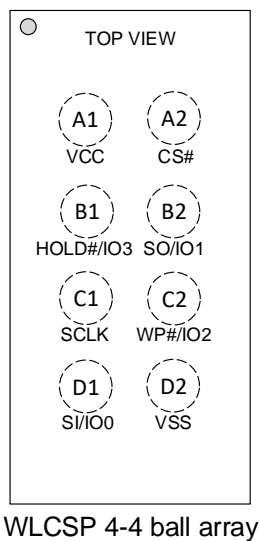 TOP VIEW
A1 A2
VCC CS#
B1 B2
HOLD#/IO3 SO/IO1
C1 C2
SCLK WP#/IO2
D1 D2
SI/IO0 VSS
WLCSP 4-4 ball array